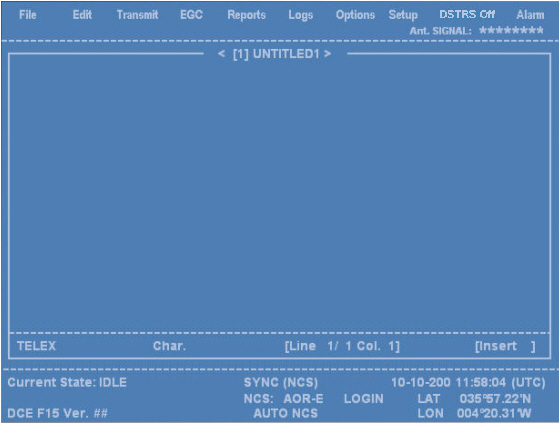 File Edit Transmit EGC Reports Logs Options Setup DSTRS Off Alarm
Ant. SIGNAL: ********
< [1] UNTITLED1 >
TELEX Char. [Line 1/ 1 Col. 1] [Insert ]
Current State: IDLE SYNC (NCS) 10-10-200 11:58:04 (UTC)
NCS: AOR-E LOGIN LAT 035°57.22'N
DCE F15 Ver. ## AUTO NCS LON 004°20.31'W